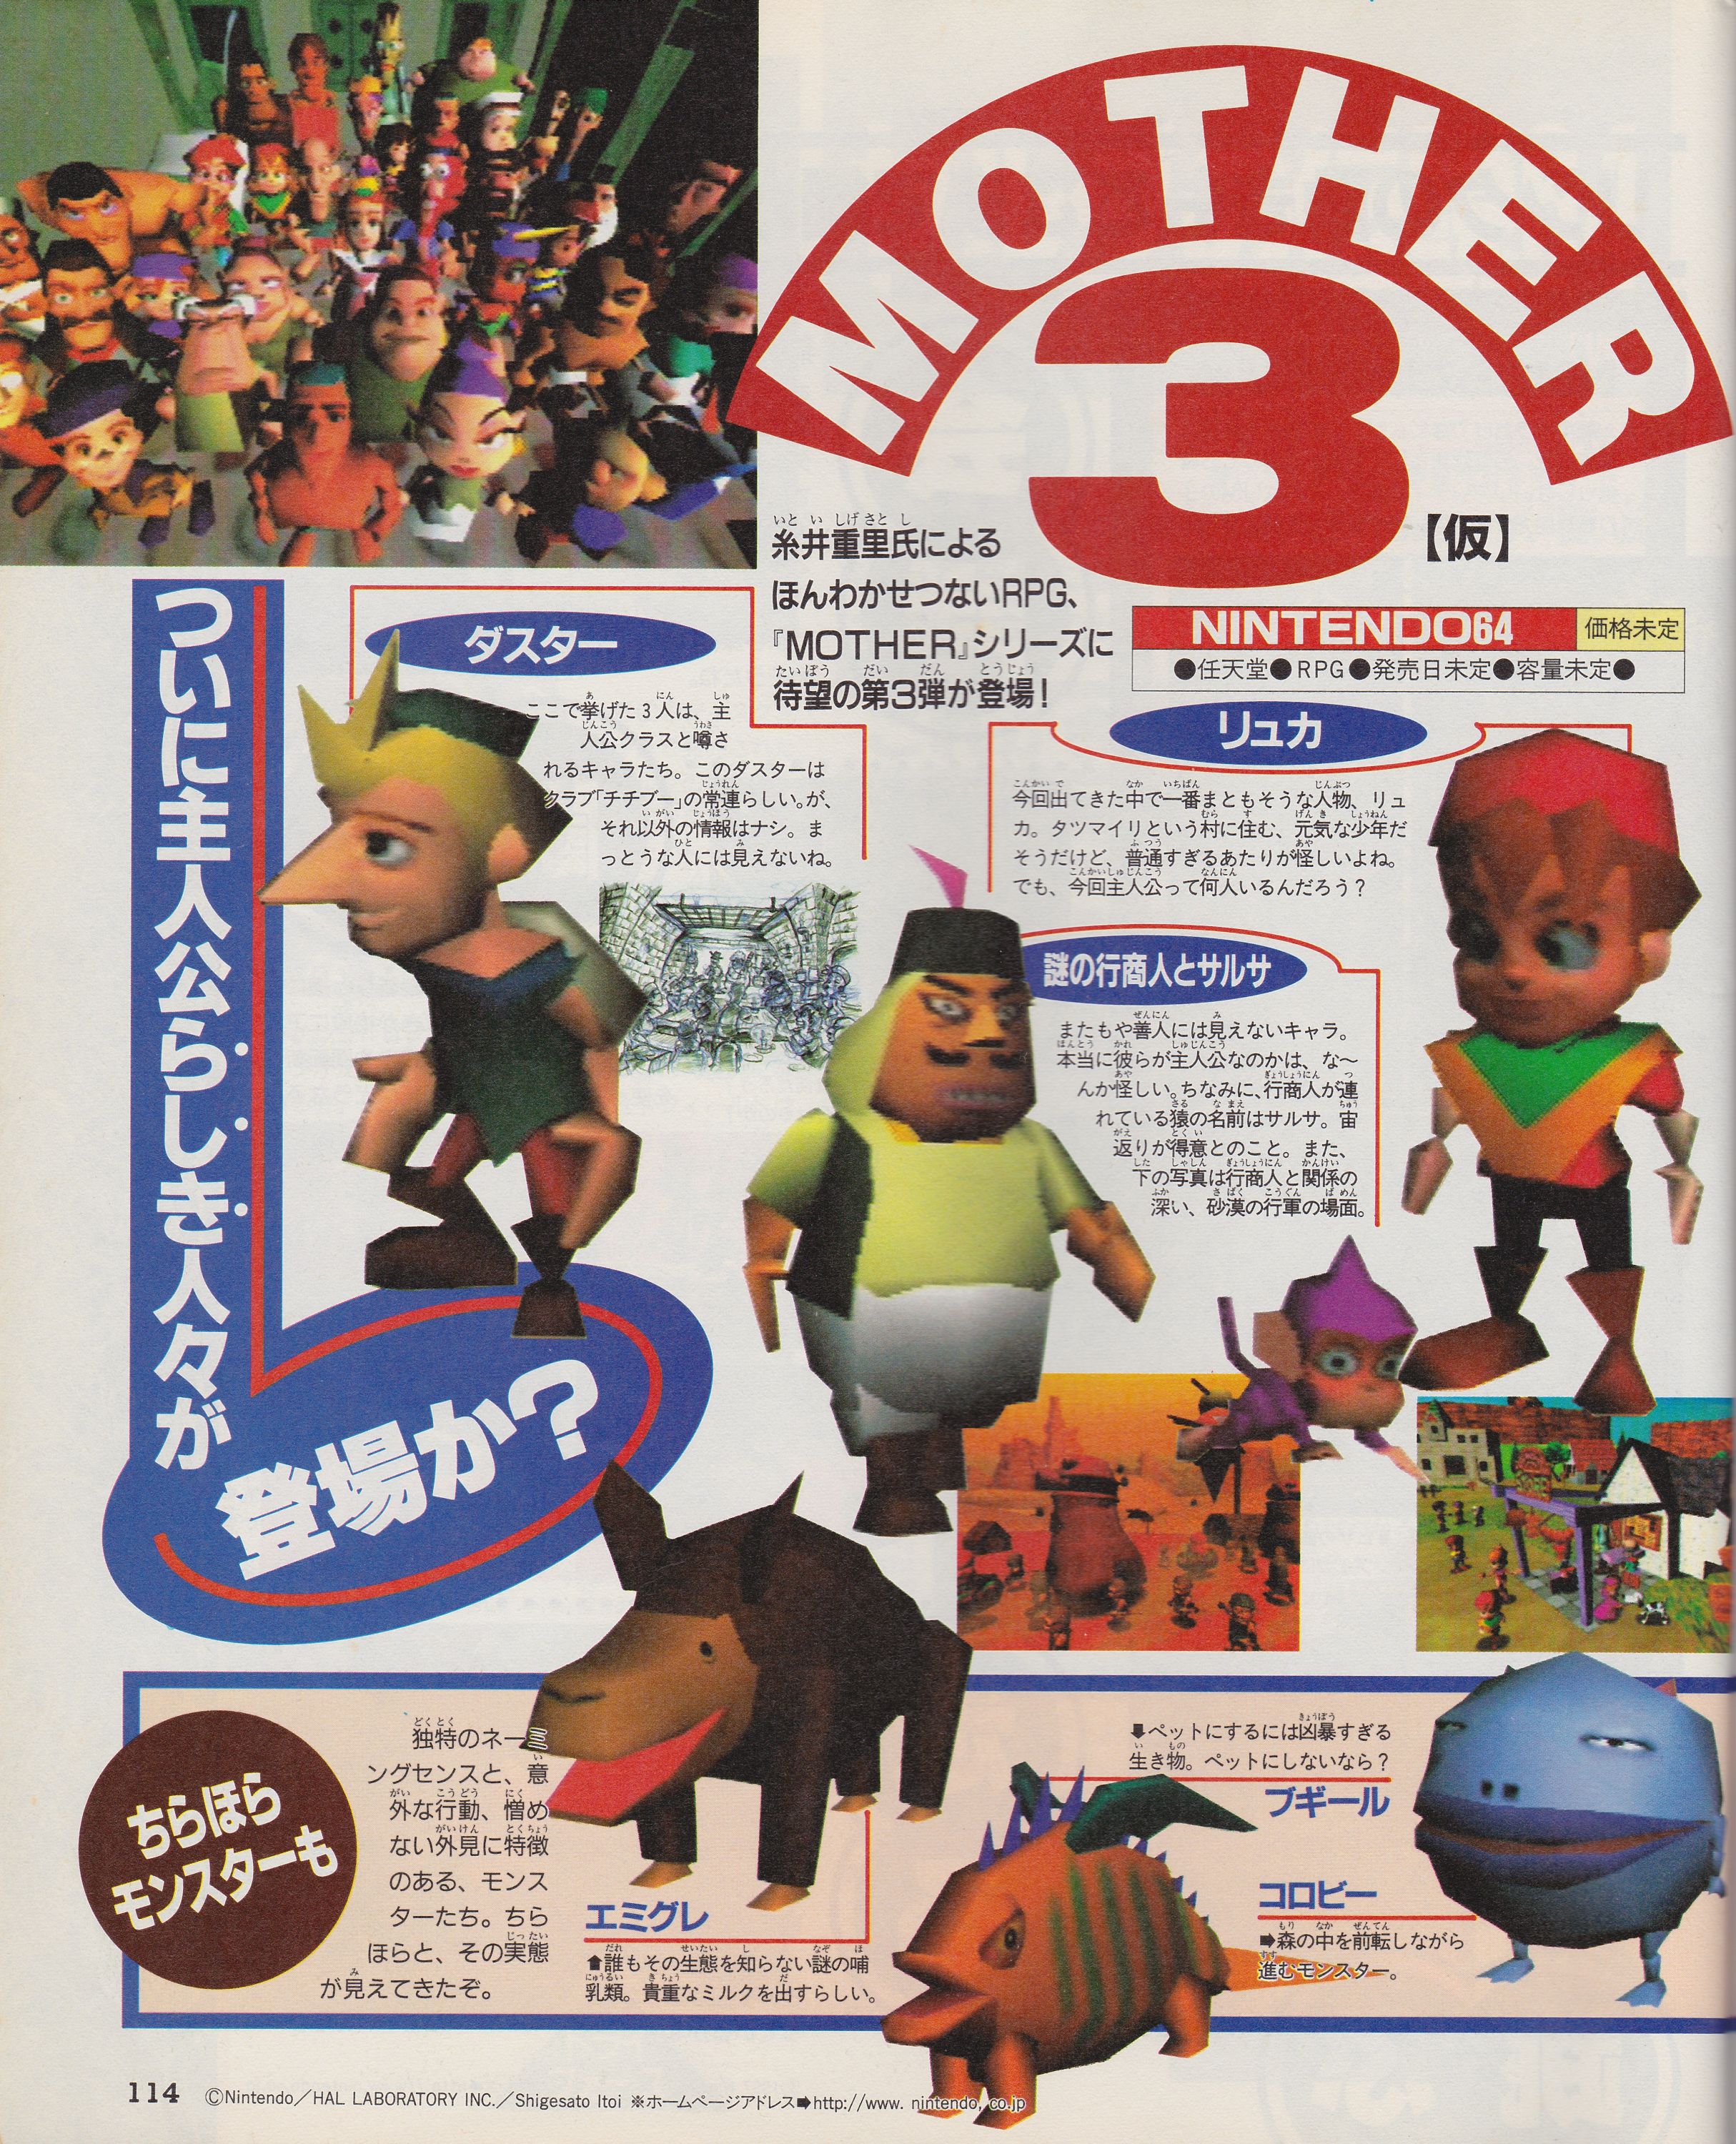 MOTHER
3
【仮】
糸井重里氏による
ほんわかせつないRPG、
『MOTHER』シリーズに
待望の第3弾が登場！
NINTENDO64
価格未定
●任天堂●RPG●発売日未定●容量未定●
ついに主人公らしき人々が
登場か？
ダスター
ここで挙げた3人は、主
人公クラスと噂さ
れるキャラたち。このダスターは
クラブ「チチブー」の常連らしい。が、
それ以外の情報はナシ。ま
っとうな人には見えないね。
リュカ
今回出てきた中で一番まともそうな人物、リュ
カ。タツマイリという村に住む、元気な少年だ
そうだけど、普通すぎるあたりが怪しいよね。
でも、今回主人公って何人いるんだろう？
謎の行商人とサルサ
またもや善人には見えないキャラ。
本当に彼らが主人公なのかは、な〜
んか怪しい。ちなみに、行商人が連
れている猿の名前はサルサ。宙
返りが得意とのこと。また、
下の写真は行商人と関係の
深い、砂漠の行軍の場面。
ちらほら
モンスターも
独特のネーミ
ングセンスと、意
外な行動、憎め
ない外見に特徴
のある、モンス
ターたち。ちら
ほらと、その実態
が見えてきたぞ。
エミグレ
⬆誰もその生態を知らない謎の哺
乳類。貴重なミルクを出すらしい。
⬇ペットにするには凶暴すぎる
生き物。ペットにしないなら？
ブギール
コロビー
➡森の中を前転しながら
進むモンスター。
114
©Nintendo／HAL LABORATORY INC.／Shigesato Itoi ※ホームページアドレス➡http://www.nintendo.co.jp